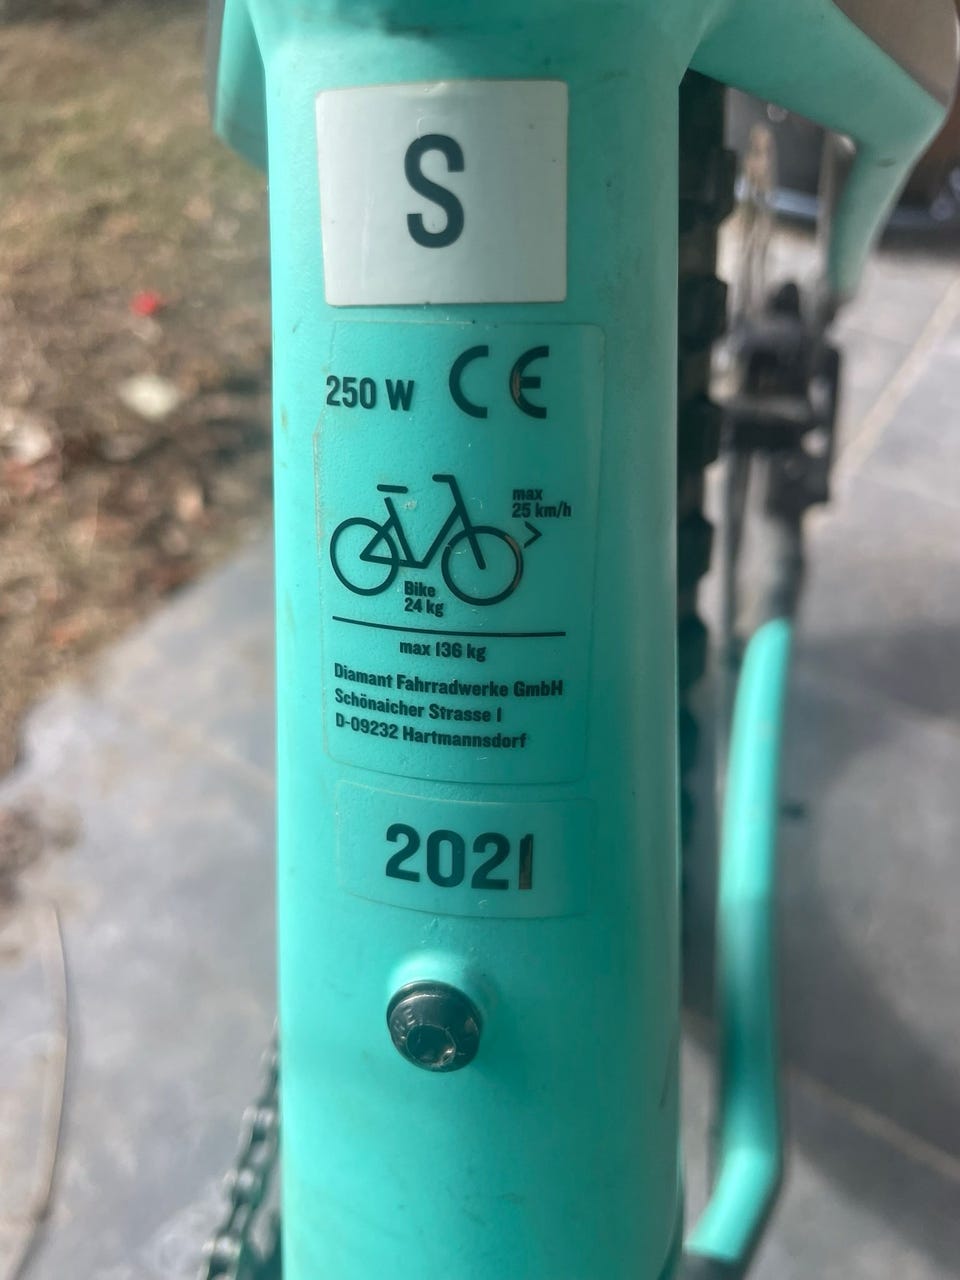 S
250 W CE
max
25 km/h
Bike
24 kg
max 136 kg
Diamant Fahrradwerke GmbH
Schönaicher Strasse 1
D-09232 Hartmannsdorf
2021